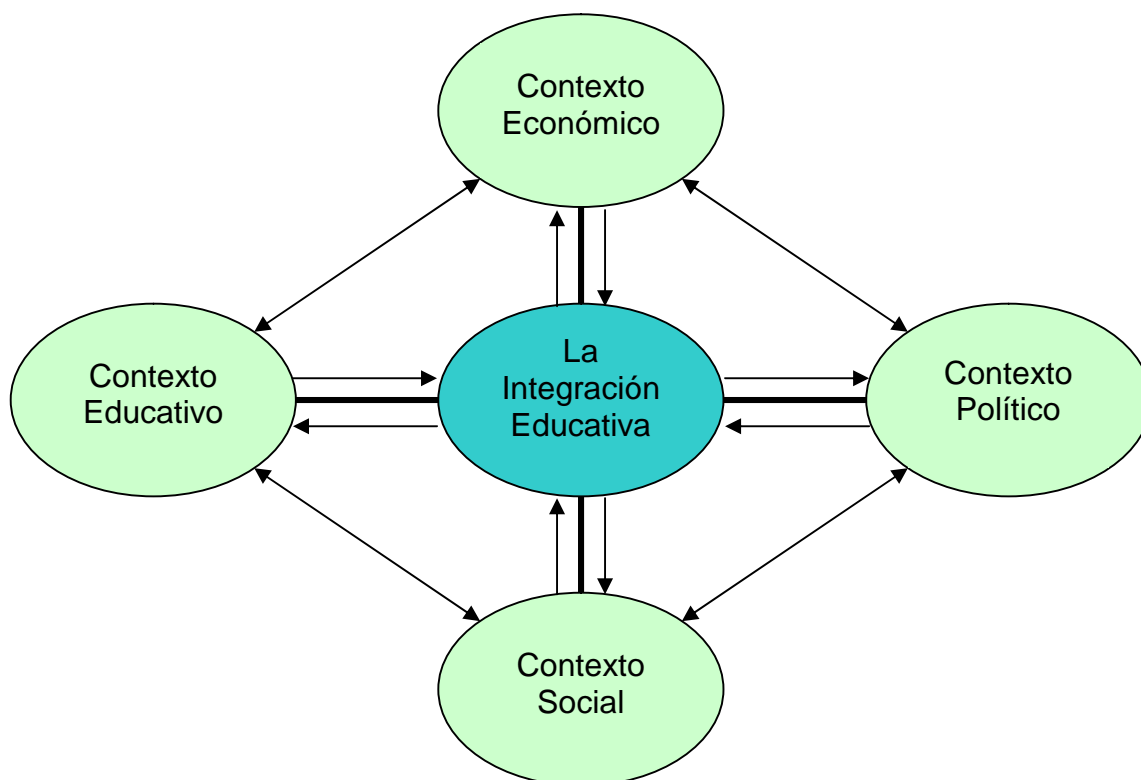 Contexto
Económico
Contexto
Educativo
La
Integración
Educativa
Contexto
Político
Contexto
Social